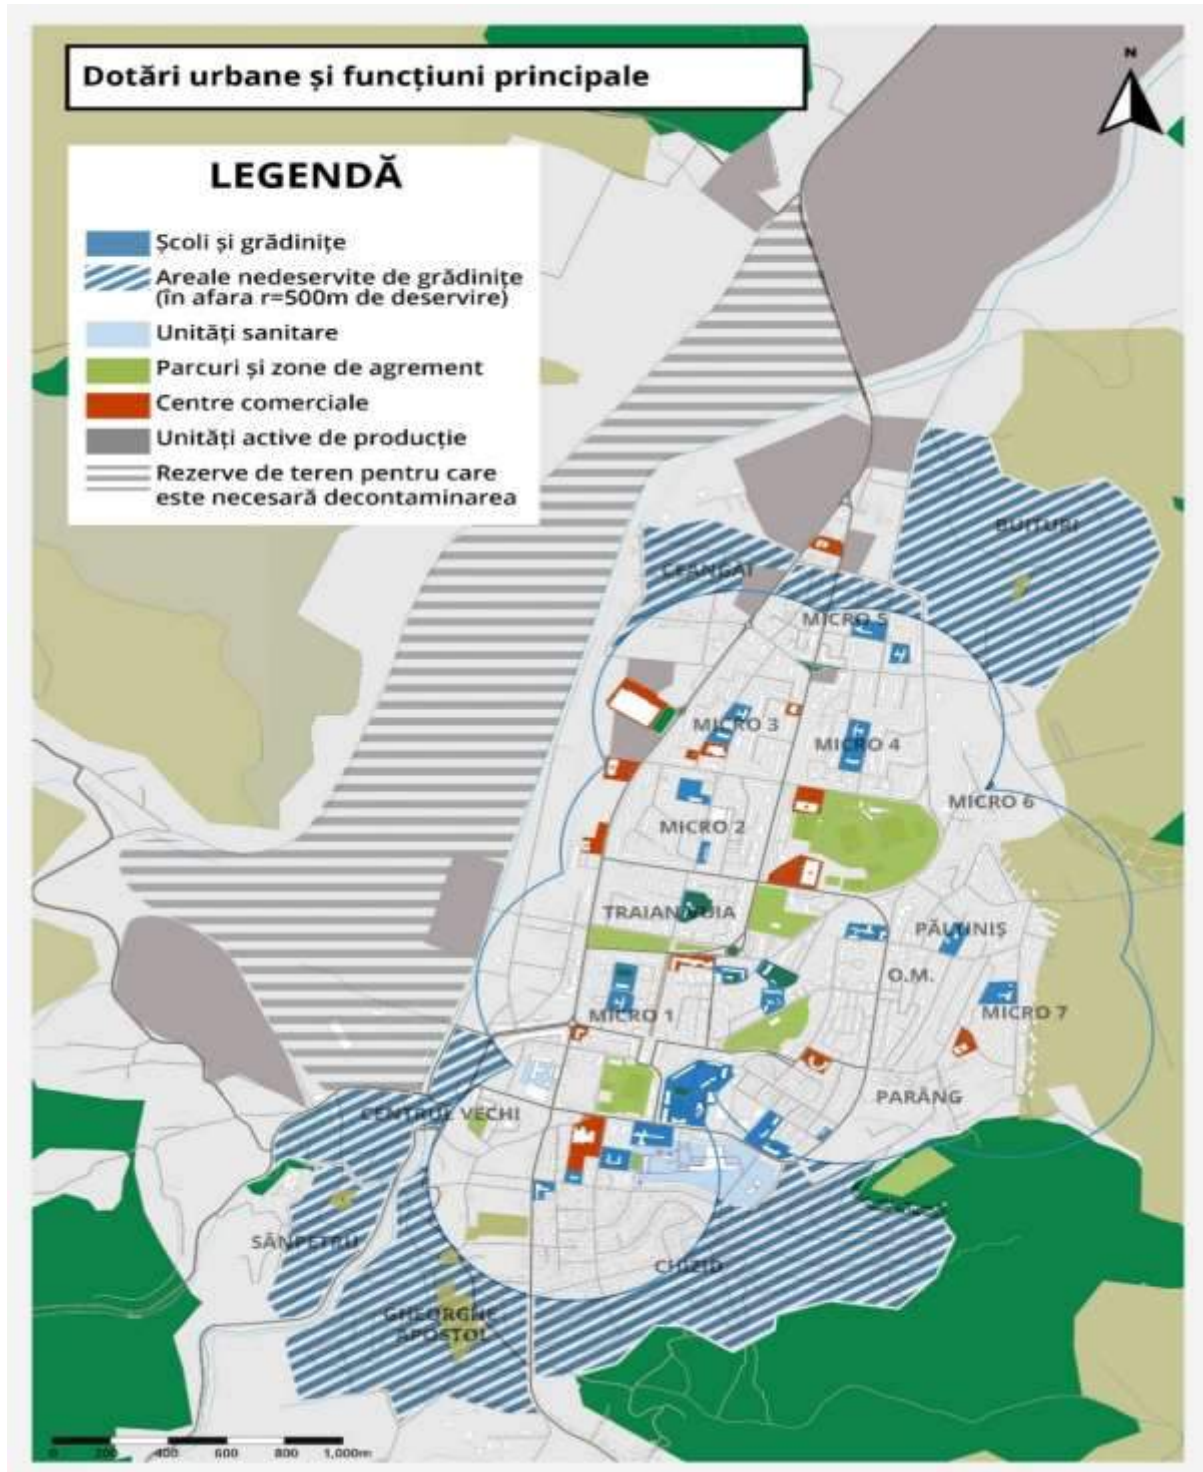 Dotări urbane și funcțiuni principale
N
LEGENDĂ
Școli și grădinițe
Areale nedeservite de grădinițe
(în afara r=500m de deservire)
Unități sanitare
Parcuri și zone de agrement
Centre comerciale
Unități active de producție
Rezerve de teren pentru care
este necesară decontaminarea
BUITURI
CEANGĂI
MICRO 5
MICRO 3
MICRO 4
MICRO 6
MICRO 2
TRAIAN VUIA
PĂLTINIȘ
O.M.
MICRO 1
MICRO 7
PARÂNG
CENTRUL VECHI
SÂNPETRU
CHIZID
GHEORGHE
APOSTOL
0 200 400 600 800 1,000m